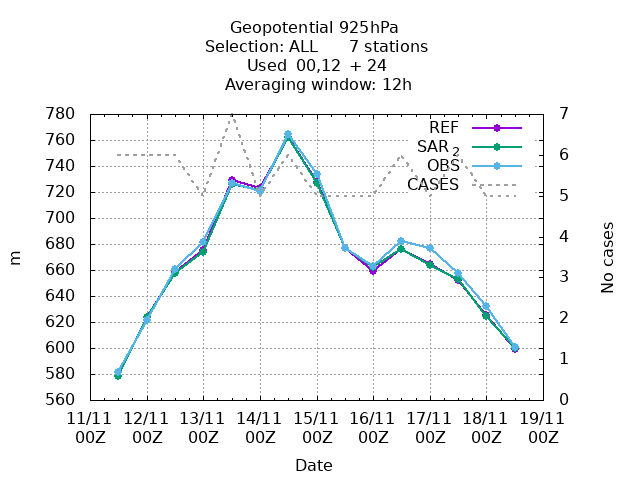 Geopotential 925hPa
Selection: ALL 7 stations
Used 00,12 + 24
Averaging window: 12h
REF
SAR 2
OBS
CASES
780
760
740
720
700
680
660
640
620
600
580
560
m
7
6
5
4
3
2
1
0
No cases
11/11 12/11 13/11 14/11 15/11 16/11 17/11 18/11 19/11
00Z 00Z 00Z 00Z 00Z 00Z 00Z 00Z 00Z
Date